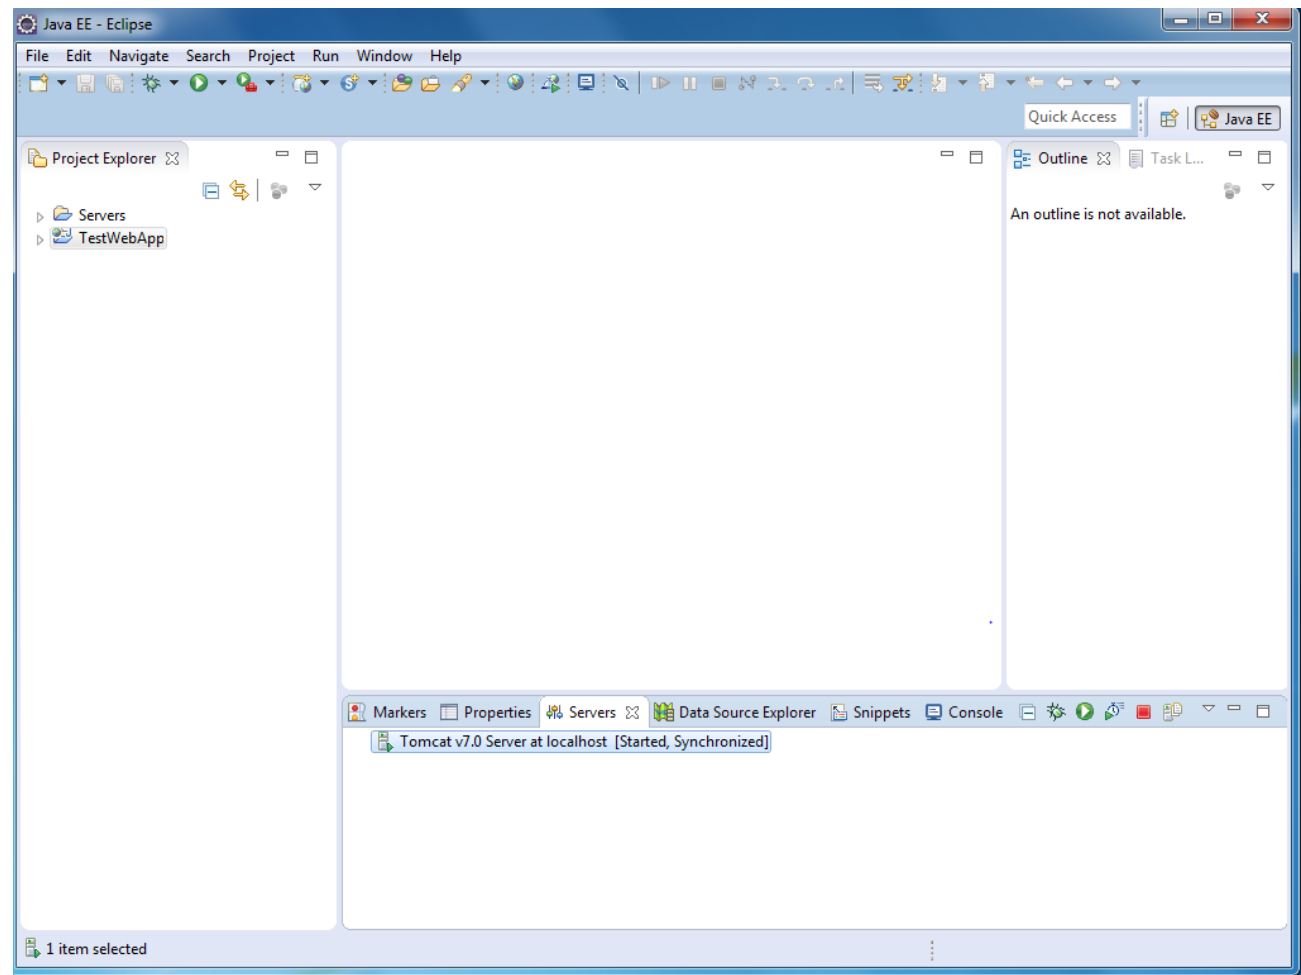 Java EE - Eclipse
File Edit Navigate Search Project Run Window Help
Quick Access
Java EE
Project Explorer
Servers
TestWebApp
Outline
Task L...
An outline is not available.
Markers Properties Servers Data Source Explorer Snippets Console
Tomcat v7.0 Server at localhost [Started, Synchronized]
1 item selected